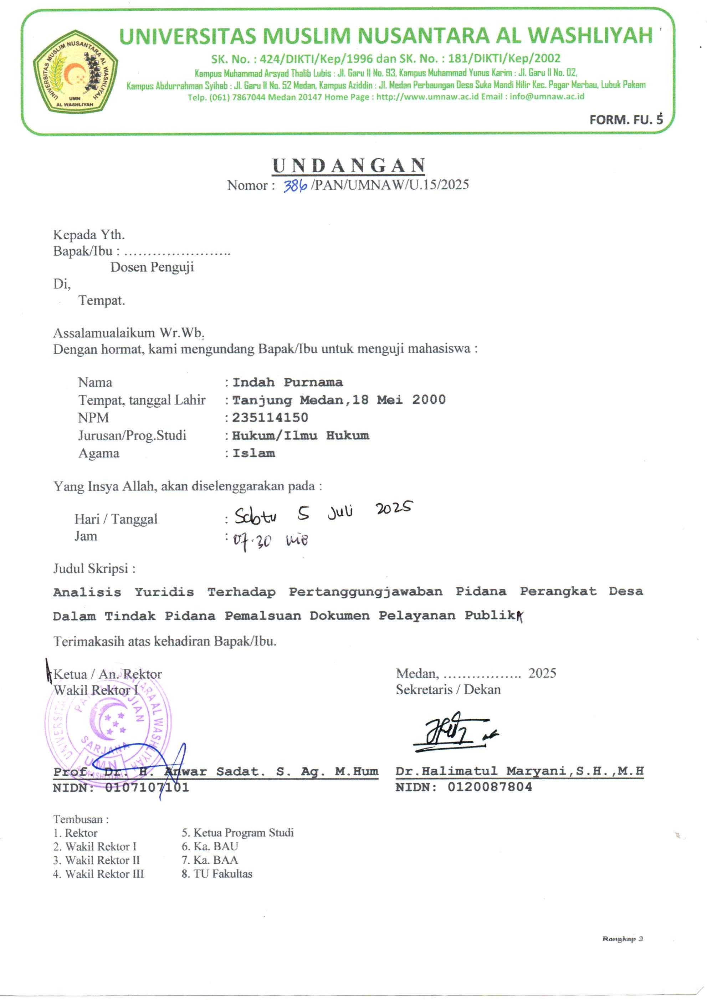 UNIVERSITAS MUSLIM NUSANTARA AL WASHLIYAH
SK. No. : 424/DIKTI/Kep/1996 dan SK. No. : 181/DIKTI/Kep/2002
Kampus Muhammad Arsyad Thalib Lubis : Jl. Garu II No. 93, Kampus Muhammad Yunus Karim : Jl. Garu II No. 02,
Kampus Abdurrahman Syihab : Jl. Garu II No. 52 Medan, Kampus Aziddin : Jl. Medan Perbaungan Desa Suka Mandi Hilir Kec. Pagar Merbau, Lubuk Pakam
Telp. (061) 7867044 Medan 20147 Home Page : http://www.umnaw.ac.id Email : info@umnaw.ac.id
UNIVERSITAS MUSLIM NUSANTARA AL WASHLIYAH
UMN
AL WASHLIYAH
FORM. FU. 5
UNDANGAN
Nomor : 386 /PAN/UMNAW/U.15/2025
Kepada Yth.
Bapak/Ibu : …………………..
Dosen Penguji
Di,
Tempat.
Assalamualaikum Wr.Wb.
Dengan hormat, kami mengundang Bapak/Ibu untuk menguji mahasiswa :
Nama : Indah Purnama
Tempat, tanggal Lahir : Tanjung Medan,18 Mei 2000
NPM : 235114150
Jurusan/Prog.Studi : Hukum/Ilmu Hukum
Agama : Islam
Yang Insya Allah, akan diselenggarakan pada :
Hari / Tanggal : Sabtu 5 Juli 2025
Jam : 07.30 WIB
Judul Skripsi :
Analisis Yuridis Terhadap Pertanggungjawaban Pidana Perangkat Desa
Dalam Tindak Pidana Pemalsuan Dokumen Pelayanan Publik
Terimakasih atas kehadiran Bapak/Ibu.
Ketua / An. Rektor
Wakil Rektor I
Medan, …………….. 2025
Sekretaris / Dekan
Prof. Dr. H. Anwar Sadat. S. Ag. M.Hum
NIDN: 0107107101
Dr.Halimatul Maryani,S.H.,M.H
NIDN: 0120087804
Tembusan :
1. Rektor
2. Wakil Rektor I
3. Wakil Rektor II
4. Wakil Rektor III
5. Ketua Program Studi
6. Ka. BAU
7. Ka. BAA
8. TU Fakultas
Rangkap 2